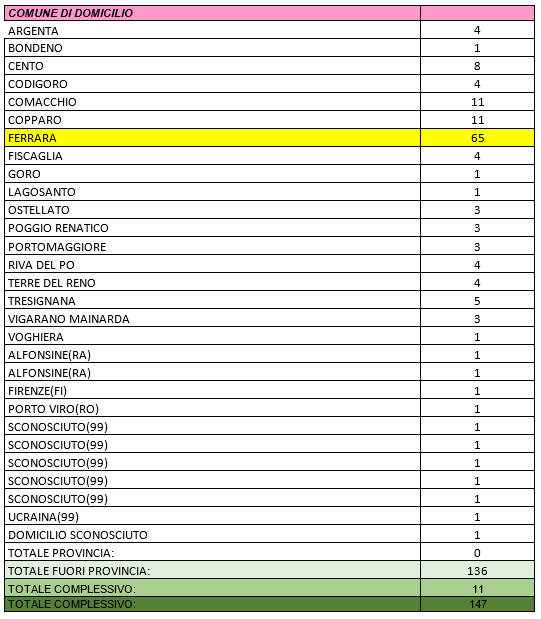 COMUNE DI DOMICILIO
ARGENTA 4
BONDENO 1
CENTO 8
CODIGORO 4
COMACCHIO 11
COPPARO 11
FERRARA 65
FISCAGLIA 4
GORO 1
LAGOSANTO 1
OSTELLATO 3
POGGIO RENATICO 3
PORTOMAGGIORE 3
RIVA DEL PO 4
TERRE DEL RENO 4
TRESIGNANA 5
VIGARANO MAINARDA 3
VOGHIERA 1
ALFONSINE(RA) 1
ALFONSINE(RA) 1
FIRENZE(FI) 1
PORTO VIRO(RO) 1
SCONOSCIUTO(99) 1
SCONOSCIUTO(99) 1
SCONOSCIUTO(99) 1
SCONOSCIUTO(99) 1
SCONOSCIUTO(99) 1
UCRAINA(99) 1
DOMICILIO SCONOSCIUTO 1
TOTALE PROVINCIA: 0
TOTALE FUORI PROVINCIA: 136
TOTALE COMPLESSIVO: 11
TOTALE COMPLESSIVO: 147